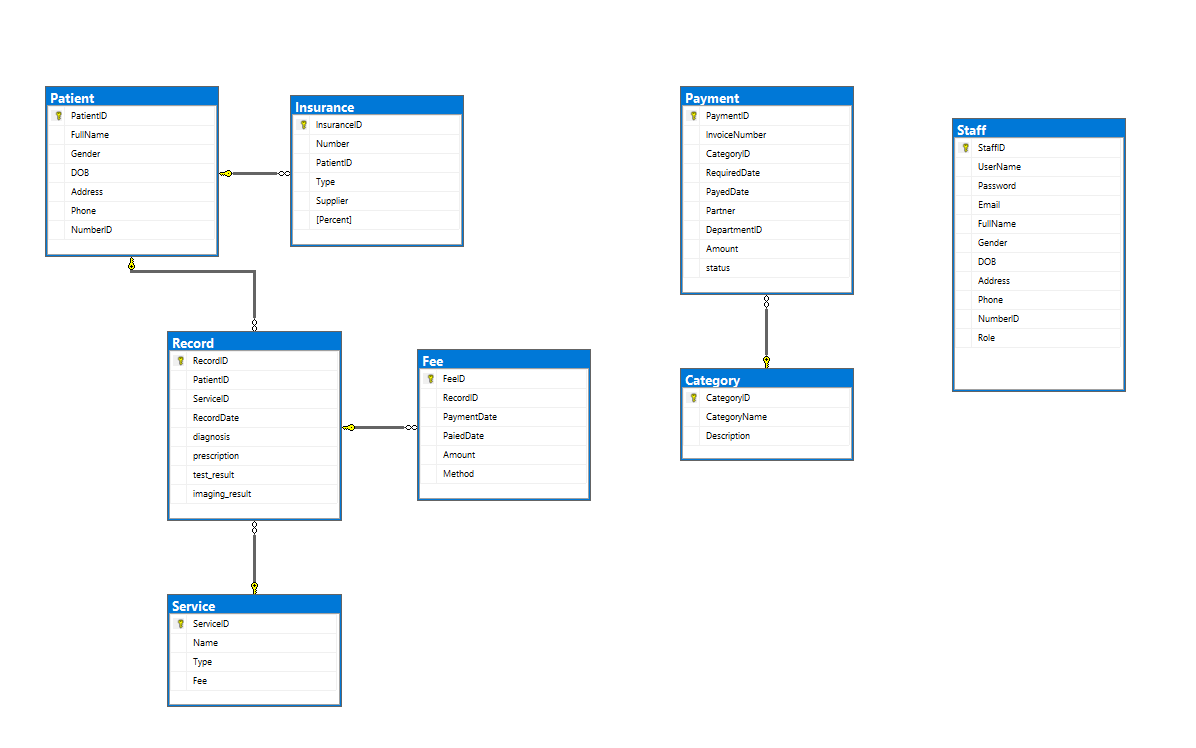 Patient
PatientID
FullName
Gender
DOB
Address
Phone
NumberID
Insurance
InsuranceID
Number
PatientID
Type
Supplier
[Percent]
Record
RecordID
PatientID
ServiceID
RecordDate
diagnosis
prescription
test_result
imaging_result
Fee
FeeID
RecordID
PaymentDate
PaiedDate
Amount
Method
Service
ServiceID
Name
Type
Fee
Payment
PaymentID
InvoiceNumber
CategoryID
RequiredDate
PayedDate
Partner
DepartmentID
Amount
status
Category
CategoryID
CategoryName
Description
Staff
StaffID
UserName
Password
Email
FullName
Gender
DOB
Address
Phone
NumberID
Role